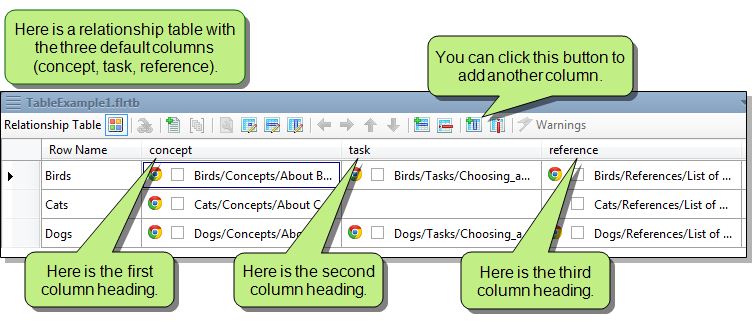 Here is a relationship table with
the three default columns
(concept, task, reference).
You can click this button to
add another column.
TableExample1.flrtb
Relationship Table
Warnings
Row Name concept task reference
Birds Birds/Concepts/About B... Birds/Tasks/Choosing_a... Birds/References/List of ...
Cats Cats/Concepts/About C Cats/References/List of ...
Dogs Dogs/Concepts/Abo Dogs/Tasks/Choosing_a Dogs/References/List of ...
Here is the first
column heading.
Here is the second
column heading.
Here is the third
column heading.